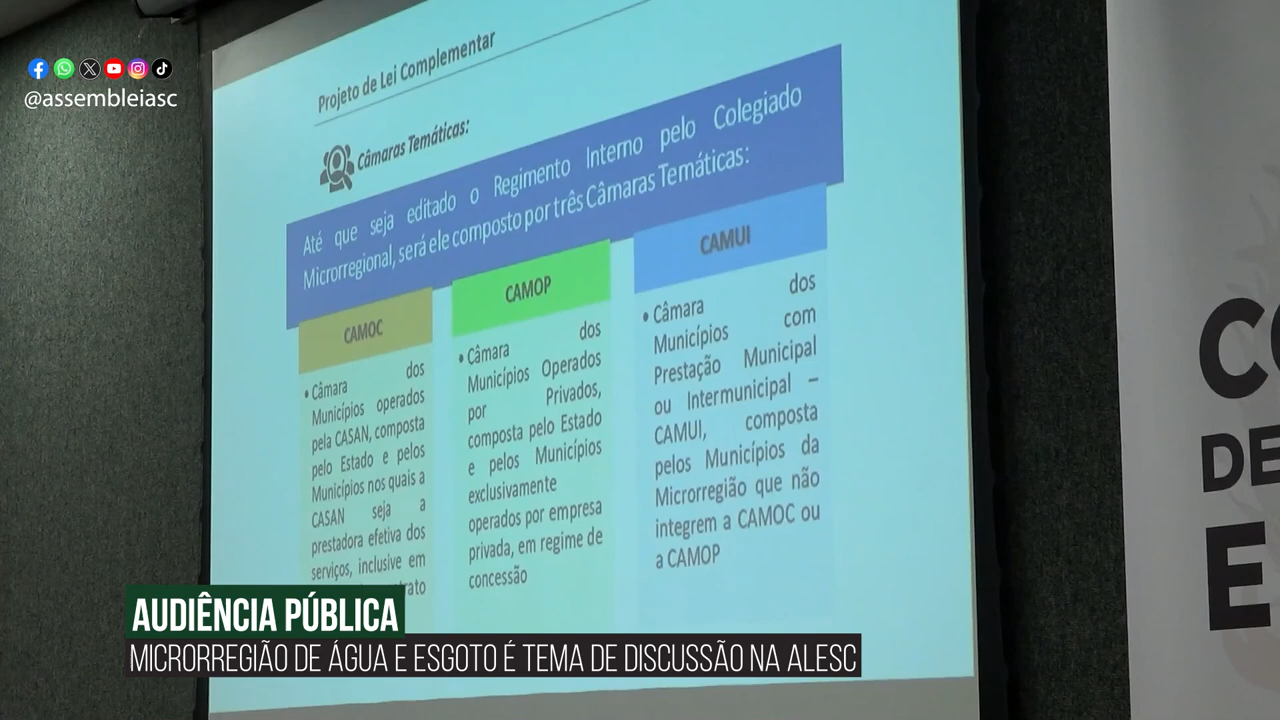 @assembleiasc
Projeto de Lei Complementar
Câmaras Temáticas:
Até que seja editado o Regimento Interno pelo Colegiado
Microrregional, será ele composto por três Câmaras Temáticas:
CAMOC
• Câmara dos
Municípios operados
pela CASAN, composta
pelo Estado e pelos
Municípios nos quais a
CASAN seja a
prestadora efetiva dos
serviços, inclusive em
CAMOP
• Câmara dos
Municípios Operados
por Privados,
composta pelo Estado
e pelos Municípios
exclusivamente
operados por empresa
privada, em regime de
concessão
CAMUI
• Câmara dos
Municípios com
Prestação Municipal
ou Intermunicipal –
CAMUI, composta
pelos Municípios da
Microrregião que não
integrem a CAMOC ou
a CAMOP
DE
E
AUDIÊNCIA PÚBLICA
MICRORREGIÃO DE ÁGUA E ESGOTO É TEMA DE DISCUSSÃO NA ALESC